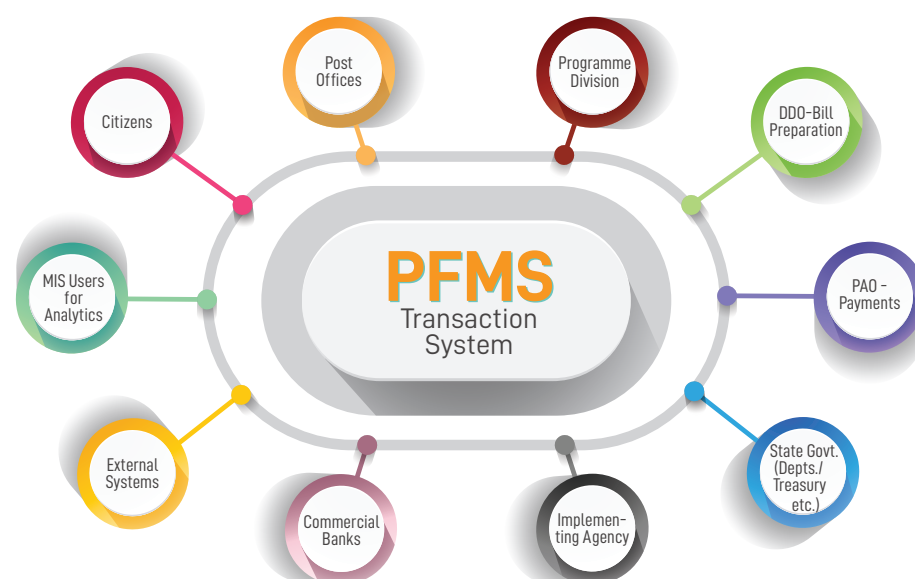 Post
Offices
Programme
Division
Citizens
DDO-Bill
Preparation
MIS Users
for
Analytics
PFMS
Transaction
System
PAO -
Payments
External
Systems
State Govt.
(Depts./
Treasury
etc.)
Commercial
Banks
Implemen-
ting Agency